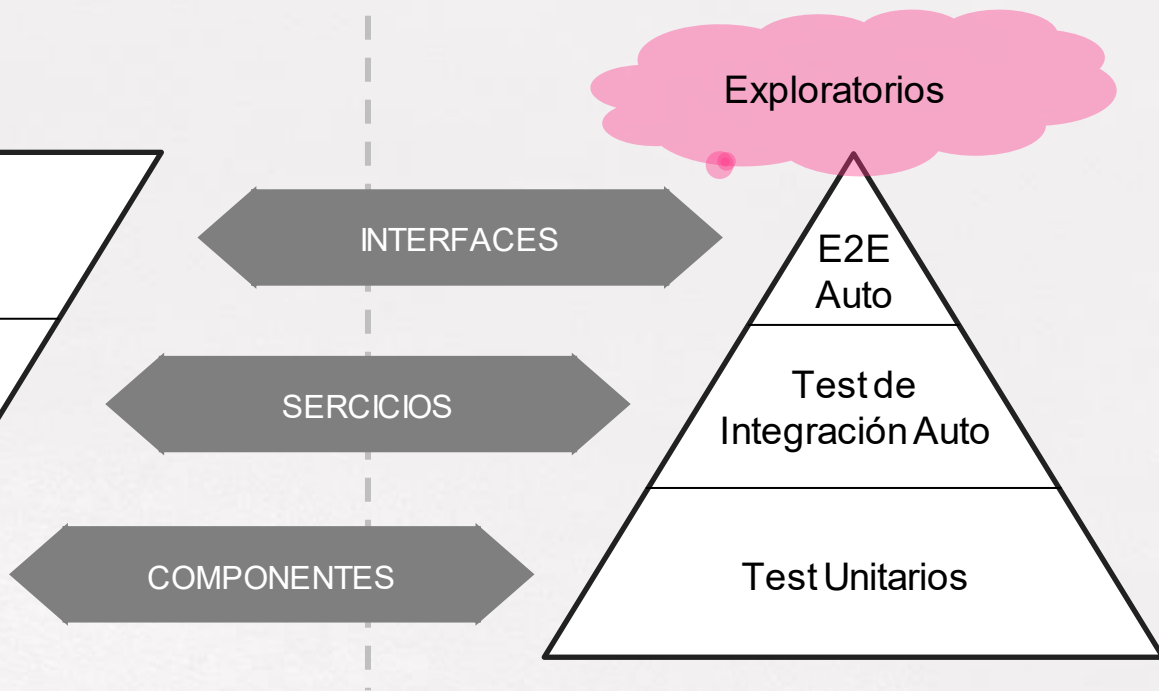 Exploratorios
INTERFACES
E2E
Auto
SERCICIOS
Test de
Integración Auto
COMPONENTES
Test Unitarios